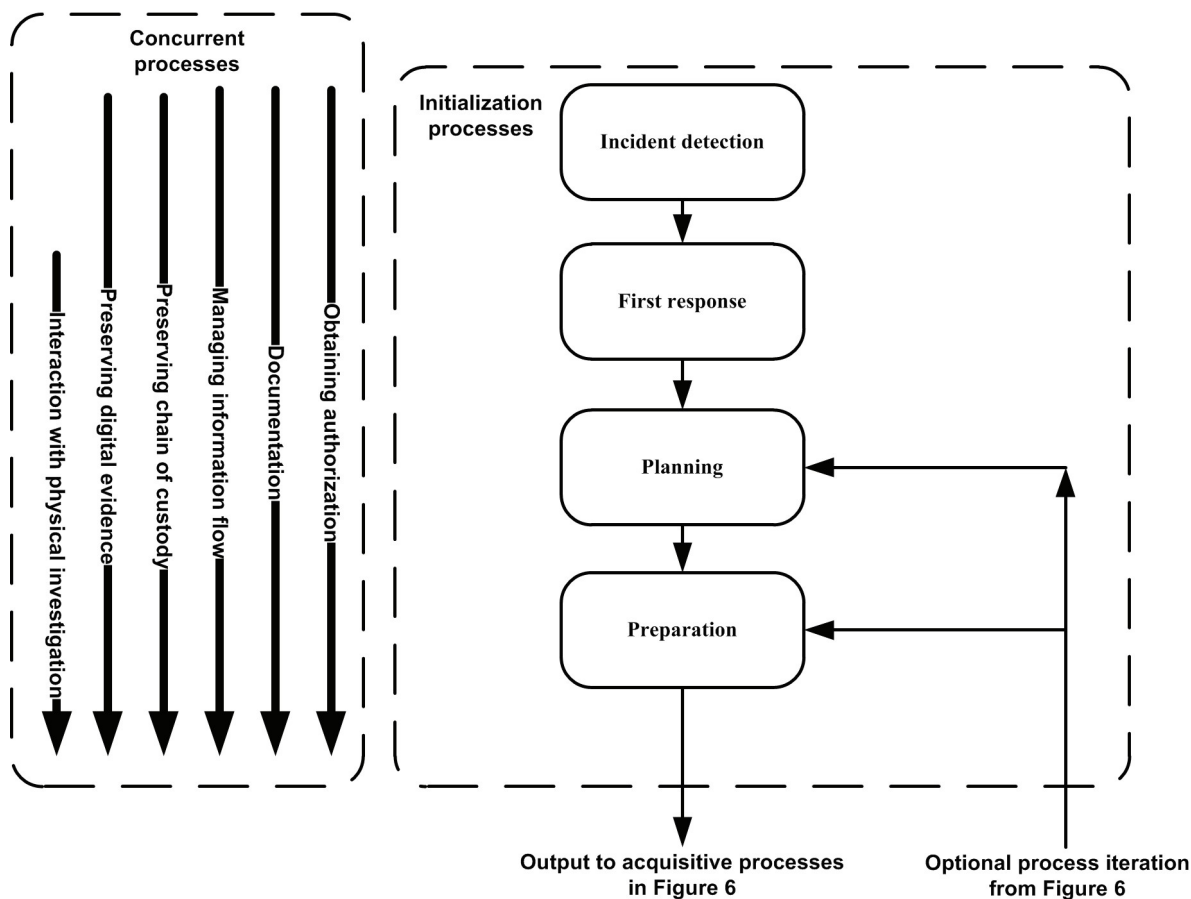 Concurrent
processes
Interaction with physical investigation
Preserving digital evidence
Preserving chain of custody
Managing information flow
Documentation
Obtaining authorization
Initialization
processes
Incident detection
First response
Planning
Preparation
Output to acquisitive processes
in Figure 6
Optional process iteration
from Figure 6